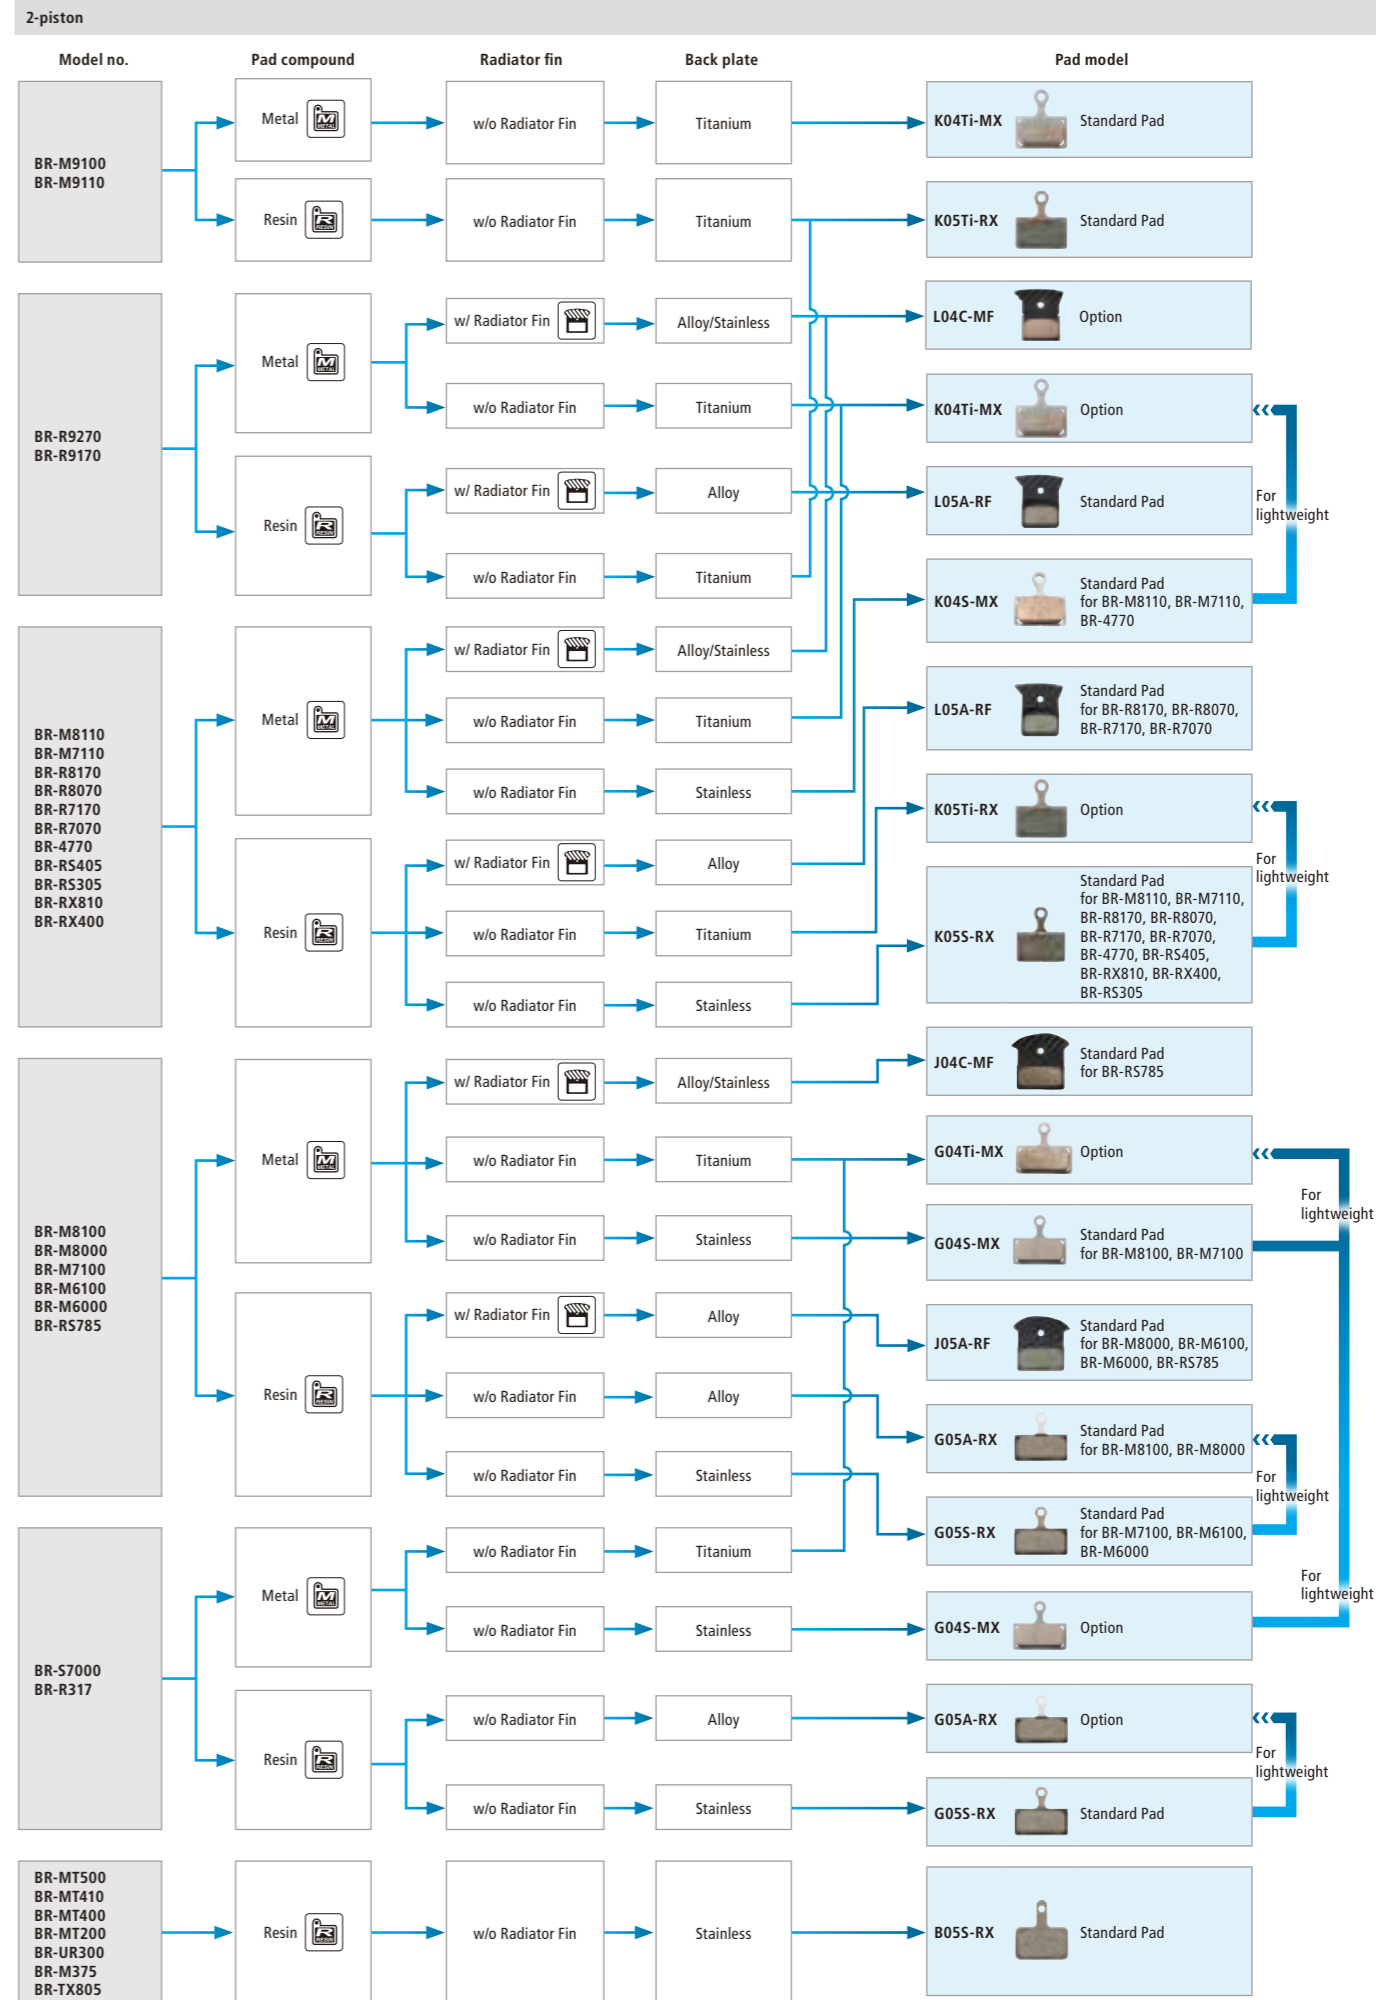 2-piston
Model no. Pad compound Radiator fin Back plate Pad model
BR-M9100
BR-M9110
Metal M METAL w/o Radiator Fin Titanium K04Ti-MX Standard Pad
Resin R RESIN w/o Radiator Fin Titanium K05Ti-RX Standard Pad
BR-R9270
BR-R9170
Metal M METAL
w/ Radiator Fin Alloy/Stainless L04C-MF Option
w/o Radiator Fin Titanium K04Ti-MX Option
Resin R RESIN
w/ Radiator Fin Alloy L05A-RF Standard Pad
w/o Radiator Fin Titanium
For
lightweight
K04S-MX
Standard Pad
for BR-M8110, BR-M7110,
BR-4770
BR-M8110
BR-M7110
BR-R8170
BR-R8070
BR-R7170
BR-R7070
BR-4770
BR-RS405
BR-RS305
BR-RX810
BR-RX400
Metal M METAL
w/ Radiator Fin Alloy/Stainless
w/o Radiator Fin Titanium
w/o Radiator Fin Stainless
L05A-RF
Standard Pad
for BR-R8170, BR-R8070,
BR-R7170, BR-R7070
Resin R RESIN
w/ Radiator Fin Alloy
w/o Radiator Fin Titanium
w/o Radiator Fin Stainless
K05Ti-RX Option
For
lightweight
K05S-RX
Standard Pad
for BR-M8110, BR-M7110,
BR-R8170, BR-R8070,
BR-R7170, BR-R7070,
BR-4770, BR-RS405,
BR-RX810, BR-RX400,
BR-RS305
BR-M8100
BR-M8000
BR-M7100
BR-M6100
BR-M6000
BR-RS785
Metal M METAL
w/ Radiator Fin Alloy/Stainless
w/o Radiator Fin Titanium
w/o Radiator Fin Stainless
J04C-MF
Standard Pad
for BR-RS785
G04Ti-MX Option
For
lightweight
G04S-MX
Standard Pad
for BR-M8100, BR-M7100
Resin R RESIN
w/ Radiator Fin Alloy
w/o Radiator Fin Alloy
w/o Radiator Fin Stainless
J05A-RF
Standard Pad
for BR-M8000, BR-M6100,
BR-M6000, BR-RS785
G05A-RX
Standard Pad
for BR-M8100, BR-M8000
For
lightweight
G05S-RX
Standard Pad
for BR-M7100, BR-M6100,
BR-M6000
For
lightweight
BR-S7000
BR-R317
Metal M METAL
w/o Radiator Fin Titanium
w/o Radiator Fin Stainless G04S-MX Option
Resin R RESIN
w/o Radiator Fin Alloy G05A-RX Option
For
lightweight
w/o Radiator Fin Stainless G05S-RX Standard Pad
BR-MT500
BR-MT410
BR-MT400
BR-MT200
BR-UR300
BR-M375
BR-TX805
Resin R RESIN w/o Radiator Fin Stainless B05S-RX Standard Pad